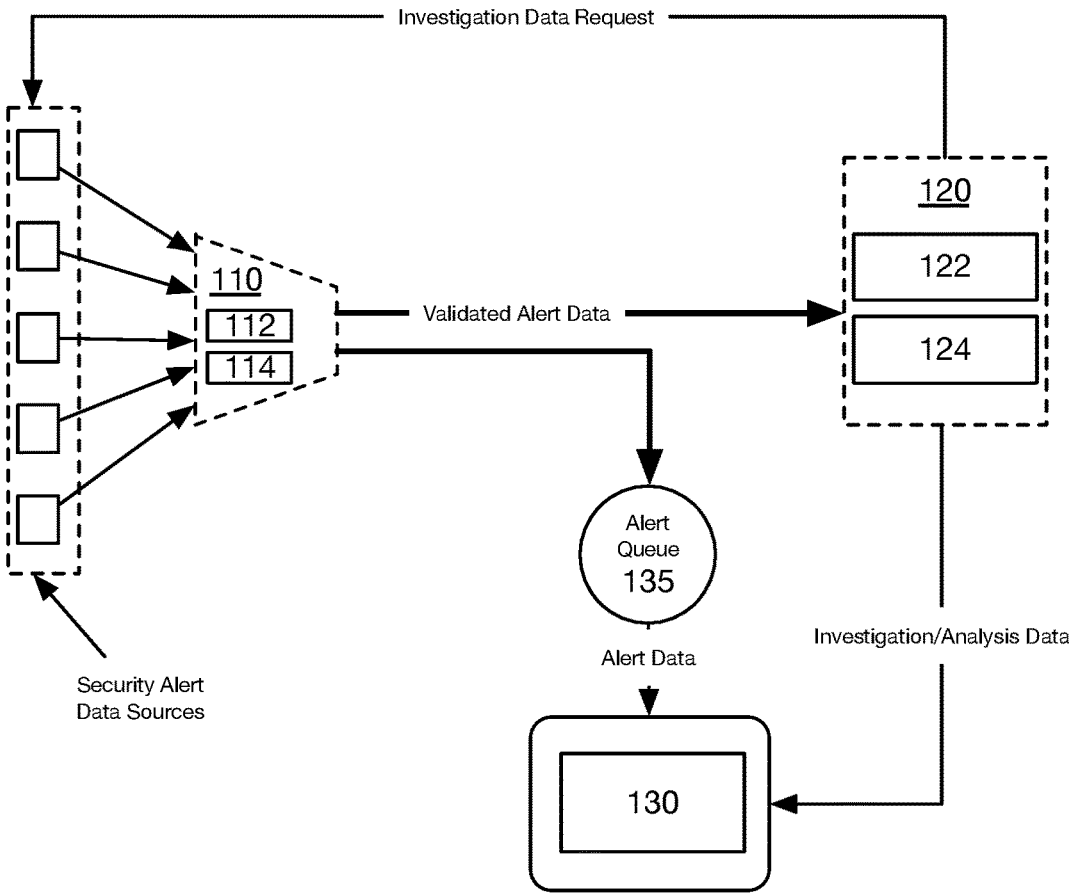 Investigation Data Request
120
122
124
110
112
114
Validated Alert Data
Alert
Queue
135
Alert Data
Investigation/Analysis Data
Security Alert
Data Sources
130